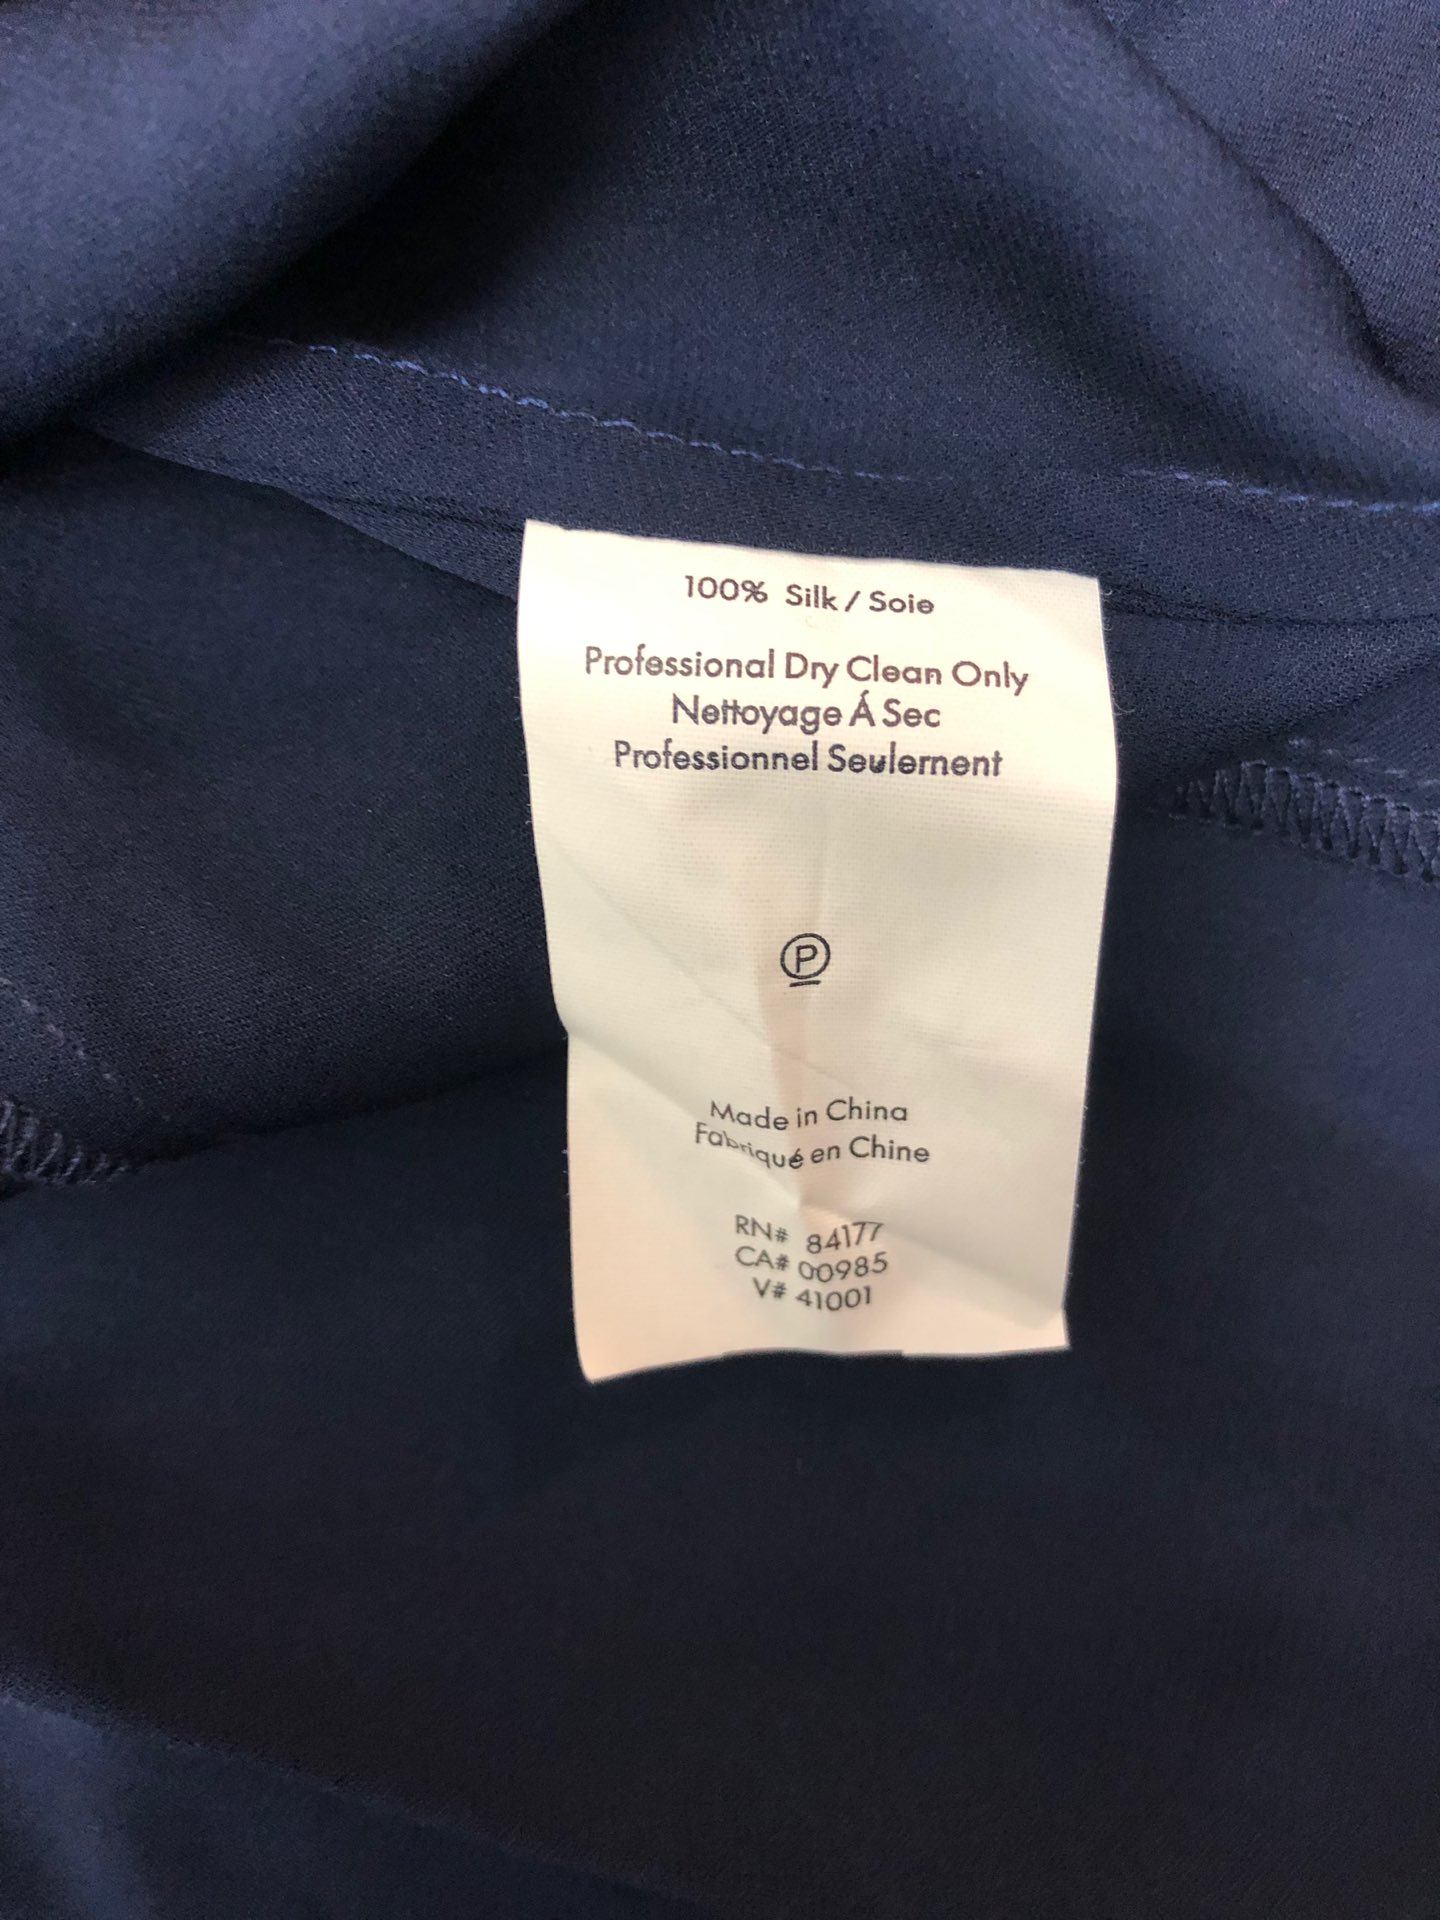 100% Silk / Soie
Professional Dry Clean Only
Nettoyage Á Sec
Professionnel Seulement
P
Made in China
Fabriqué en Chine
RN# 84177
CA# 00985
V# 41001